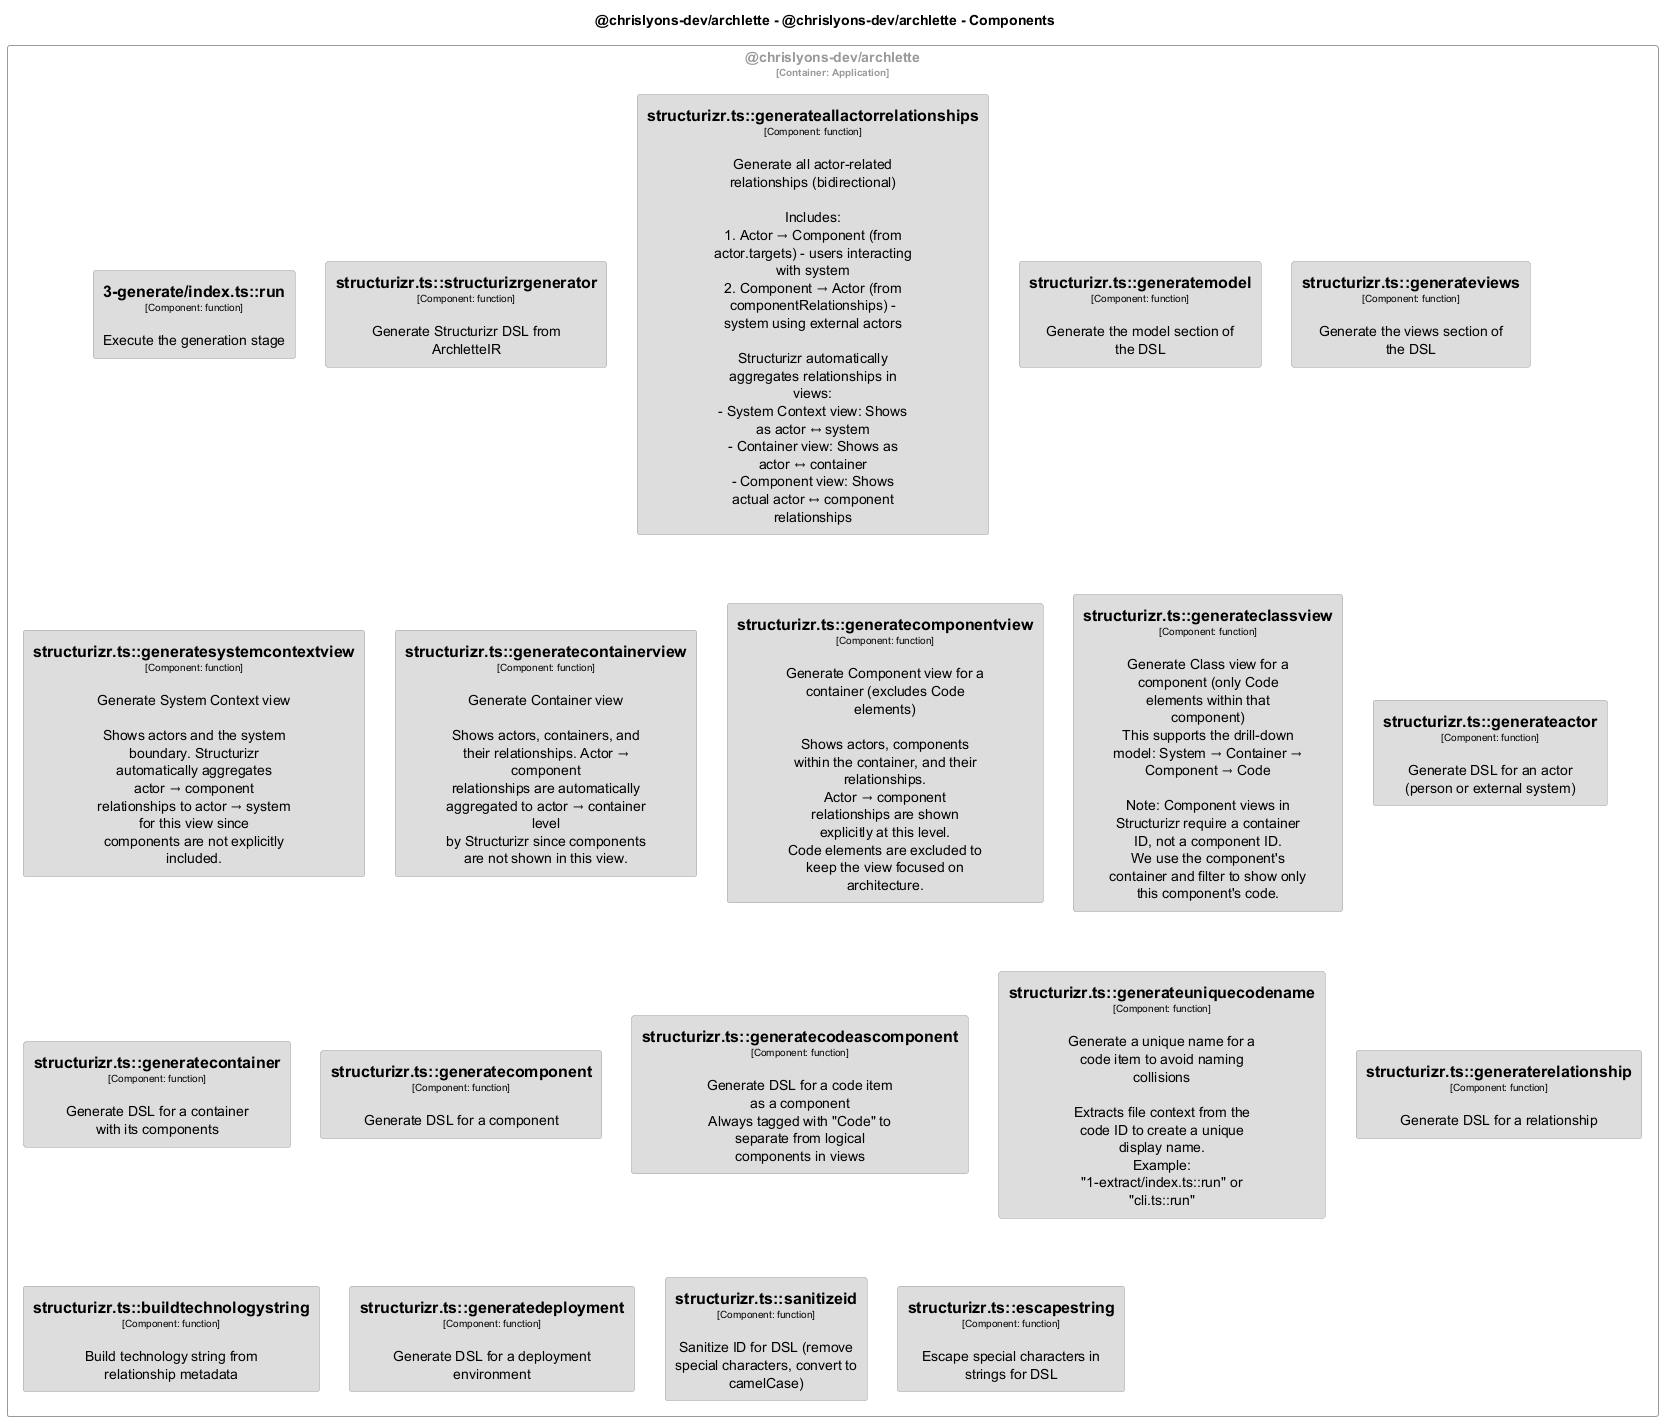 @chrislyons-dev/archlette - @chrislyons-dev/archlette - Components
@chrislyons-dev/archlette
[Container: Application]
3-generate/index.ts::run
[Component: function]
Execute the generation stage
structurizr.ts::structurizrgenerator
[Component: function]
Generate Structurizr DSL from
ArchletteIR
structurizr.ts::generateallactorrelationships
[Component: function]
Generate all actor-related
relationships (bidirectional)
Includes:
1. Actor → Component (from
actor.targets) - users interacting
with system
2. Component → Actor (from
componentRelationships) -
system using external actors
Structurizr automatically
aggregates relationships in
views:
- System Context view: Shows
as actor ↔ system
- Container view: Shows as
actor ↔ container
- Component view: Shows
actual actor ↔ component
relationships
structurizr.ts::generatemodel
[Component: function]
Generate the model section of
the DSL
structurizr.ts::generateviews
[Component: function]
Generate the views section of
the DSL
structurizr.ts::generatesystemcontextview
[Component: function]
Generate System Context view
Shows actors and the system
boundary. Structurizr
automatically aggregates
actor → component
relationships to actor → system
for this view since
components are not explicitly
included.
structurizr.ts::generatecontainerview
[Component: function]
Generate Container view
Shows actors, containers, and
their relationships. Actor →
component
relationships are automatically
aggregated to actor → container
level
by Structurizr since components
are not shown in this view.
structurizr.ts::generatecomponentview
[Component: function]
Generate Component view for a
container (excludes Code
elements)
Shows actors, components
within the container, and their
relationships.
Actor → component
relationships are shown
explicitly at this level.
Code elements are excluded to
keep the view focused on
architecture.
structurizr.ts::generateclassview
[Component: function]
Generate Class view for a
component (only Code
elements within that
component)
This supports the drill-down
model: System → Container →
Component → Code
Note: Component views in
Structurizr require a container
ID, not a component ID.
We use the component's
container and filter to show only
this component's code.
structurizr.ts::generateactor
[Component: function]
Generate DSL for an actor
(person or external system)
structurizr.ts::generatecontainer
[Component: function]
Generate DSL for a container
with its components
structurizr.ts::generatecomponent
[Component: function]
Generate DSL for a component
structurizr.ts::generatecodeascomponent
[Component: function]
Generate DSL for a code item
as a component
Always tagged with "Code" to
separate from logical
components in views
structurizr.ts::generateuniquecodename
[Component: function]
Generate a unique name for a
code item to avoid naming
collisions
Extracts file context from the
code ID to create a unique
display name.
Example:
"1-extract/index.ts::run" or
"cli.ts::run"
structurizr.ts::generaterelationship
[Component: function]
Generate DSL for a relationship
structurizr.ts::buildtechnologystring
[Component: function]
Build technology string from
relationship metadata
structurizr.ts::generatedeployment
[Component: function]
Generate DSL for a deployment
environment
structurizr.ts::sanitizeid
[Component: function]
Sanitize ID for DSL (remove
special characters, convert to
camelCase)
structurizr.ts::escapestring
[Component: function]
Escape special characters in
strings for DSL